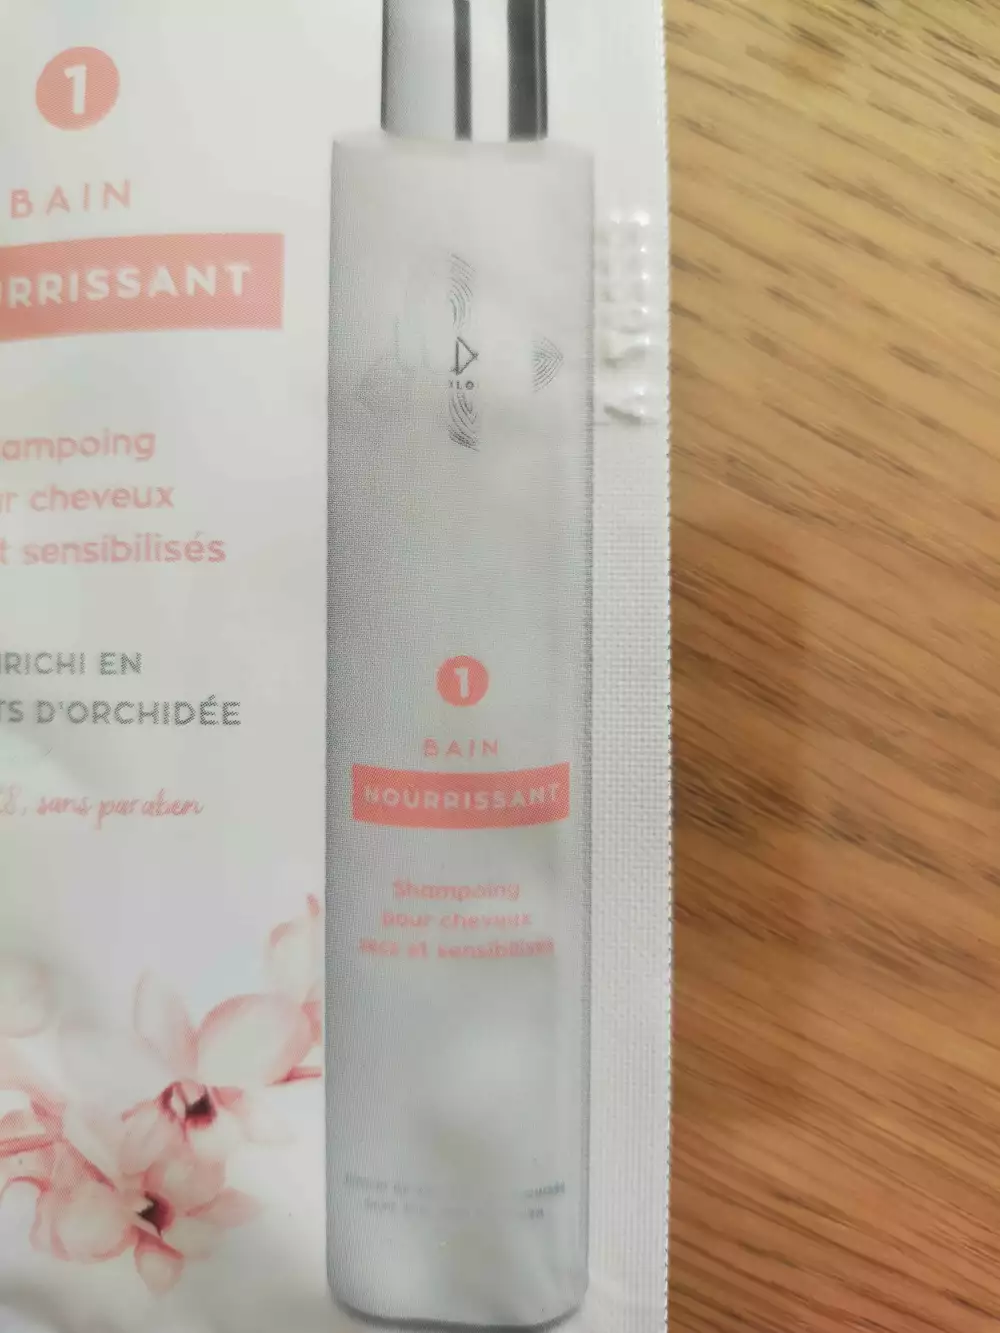 1
BAIN
RRISSANT
ampoing
r cheveux
t sensibilisés
RICHI EN
TS D'ORCHIDÉE
sans paraben
1
BAIN
NOURRISSANT
Shampoing
pour cheveux
secs et sensibilisés